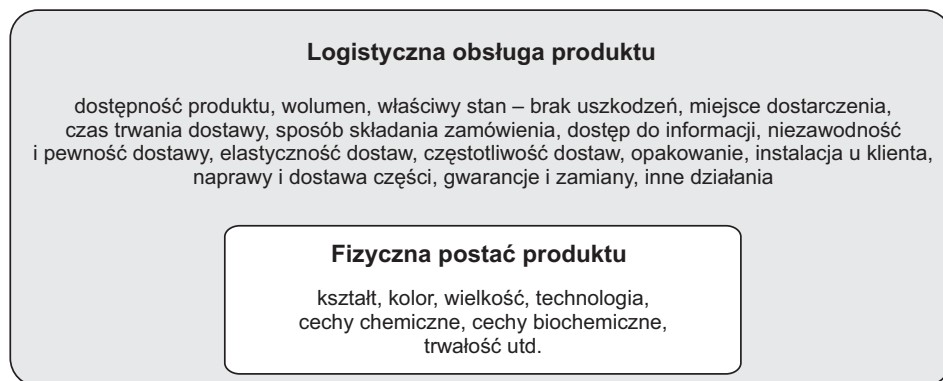 Logistyczna obsługa produktu
dostępność produktu, wolumen, właściwy stan – brak uszkodzeń, miejsce dostarczenia,
czas trwania dostawy, sposób składania zamówienia, dostęp do informacji, niezawodność
i pewność dostawy, elastyczność dostaw, częstotliwość dostaw, opakowanie, instalacja u klienta,
naprawy i dostawa części, gwarancje i zamiany, inne działania
Fizyczna postać produktu
kształt, kolor, wielkość, technologia,
cechy chemiczne, cechy biochemiczne,
trwałość utd.